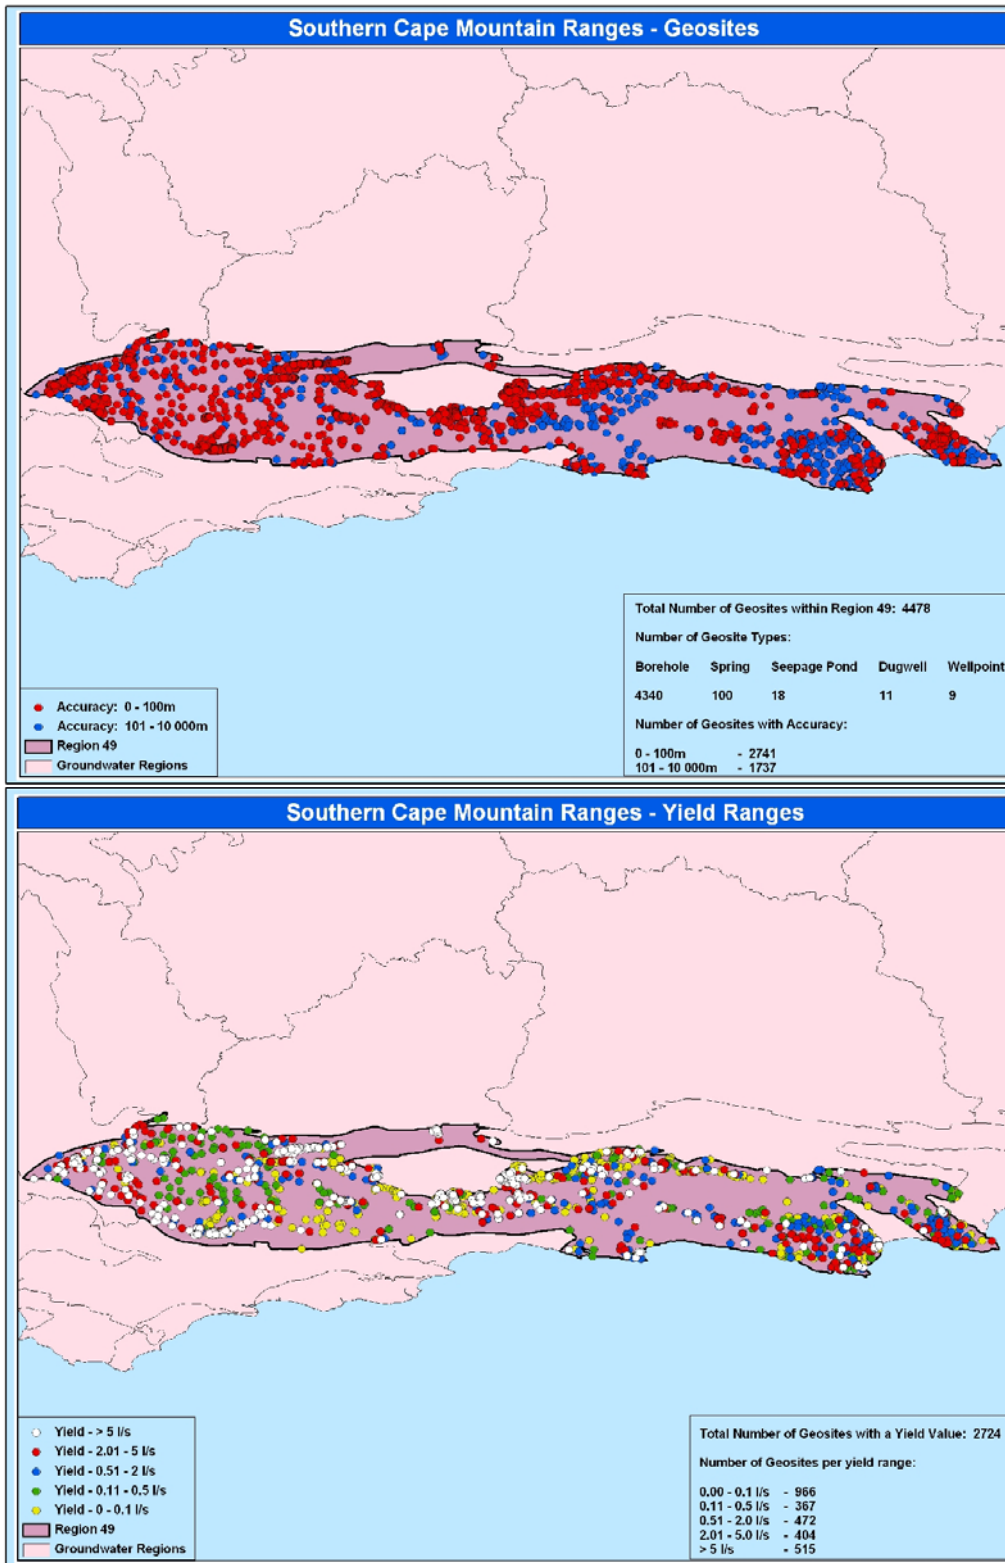 Southern Cape Mountain Ranges - Geosites
Total Number of Geosites within Region 49: 4478
Number of Geosite Types:
Borehole Spring Seepage Pond Dugwell Wellpoint
4340 100 18 11 9
Number of Geosites with Accuracy:
0 - 100m - 2741
101 - 10 000m - 1737
Accuracy: 0 - 100m
Accuracy: 101 - 10 000m
Region 49
Groundwater Regions
Southern Cape Mountain Ranges - Yield Ranges
Yield - > 5 l/s
Yield - 2.01 - 5 l/s
Yield - 0.51 - 2 l/s
Yield - 0.11 - 0.5 l/s
Yield - 0 - 0.1 l/s
Region 49
Groundwater Regions
Total Number of Geosites with a Yield Value: 2724
Number of Geosites per yield range:
0.00 - 0.1 l/s - 966
0.11 - 0.5 l/s - 367
0.51 - 2.0 l/s - 472
2.01 - 5.0 l/s - 404
> 5 l/s - 515